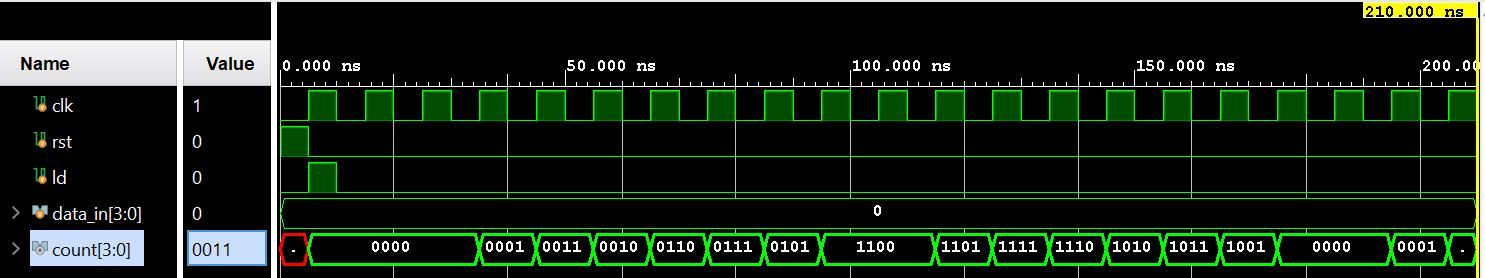 210.000 ns
Name Value
0.000 ns 50.000 ns 100.000 ns 150.000 ns 200.00
clk 1
rst 0
ld 0
data_in[3:0] 0 0
count[3:0] 0011 . 0000 0001 0011 0010 0110 0111 0101 1100 1101 1111 1110 1010 1011 1001 0000 0001 .